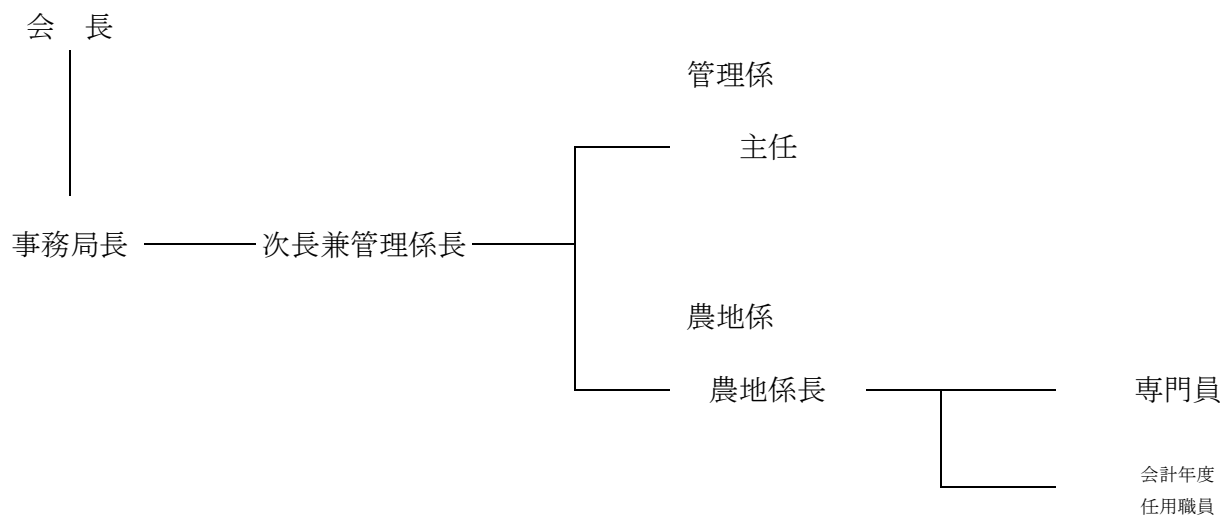 会　長
管理係
主任
事務局長
次長兼管理係長
農地係
農地係長
専門員
会計年度
任用職員